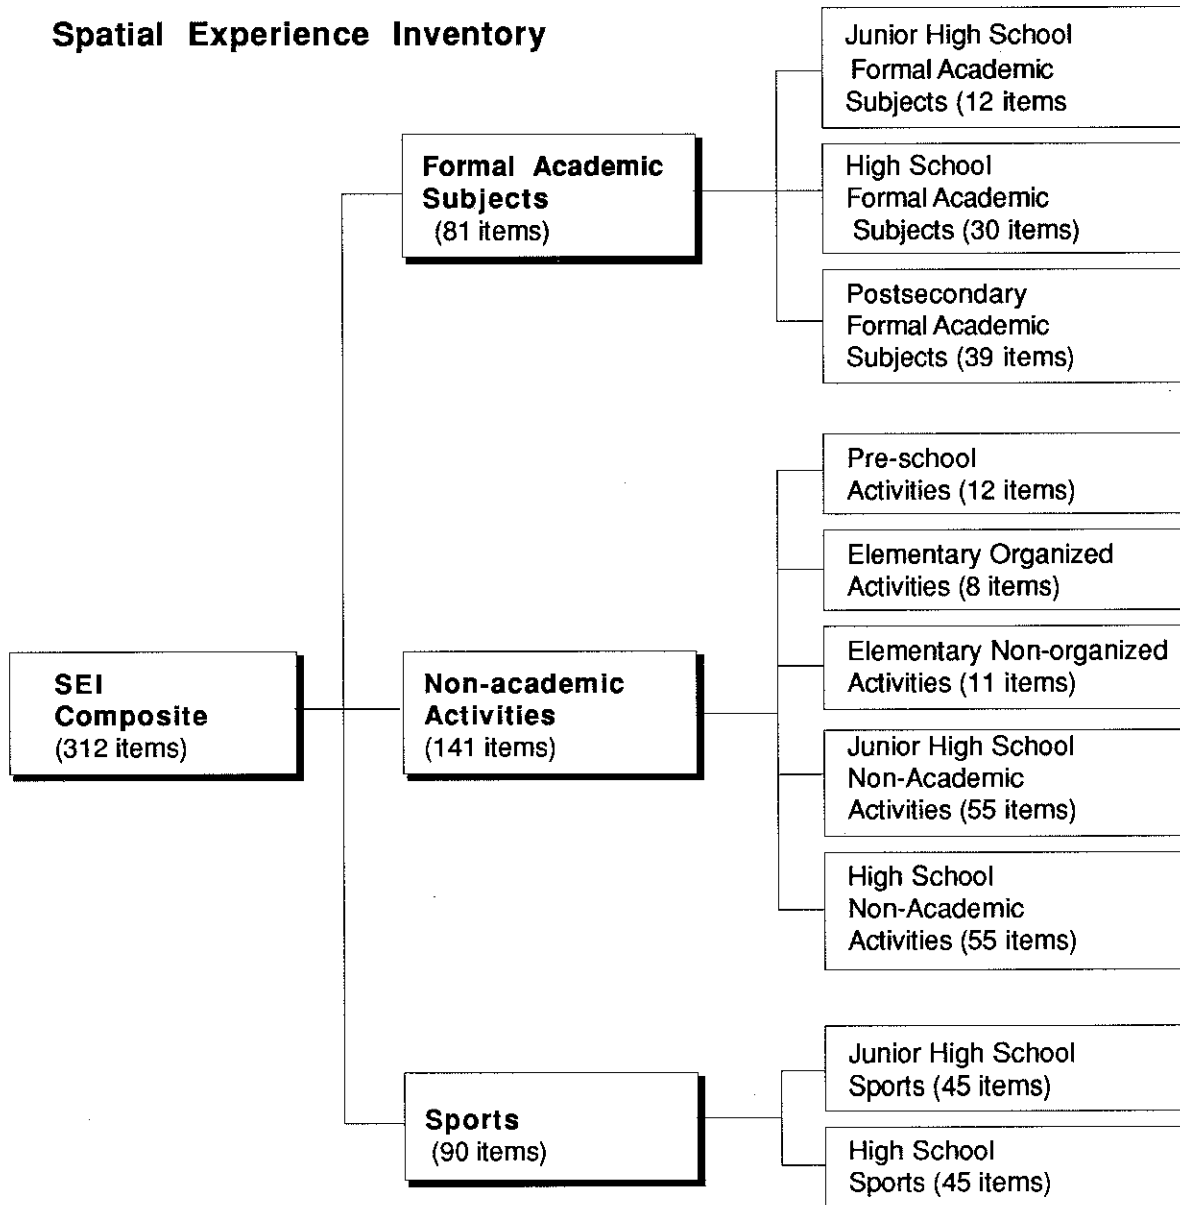 Spatial Experience Inventory
Junior High School
Formal Academic
Subjects (12 items
Formal Academic
Subjects
(81 items)
High School
Formal Academic
Subjects (30 items)
Postsecondary
Formal Academic
Subjects (39 items)
Pre-school
Activities (12 items)
Elementary Organized
Activities (8 items)
SEI
Composite
(312 items)
Non-academic
Activities
(141 items)
Elementary Non-organized
Activities (11 items)
Junior High School
Non-Academic
Activities (55 items)
High School
Non-Academic
Activities (55 items)
Sports
(90 items)
Junior High School
Sports (45 items)
High School
Sports (45 items)